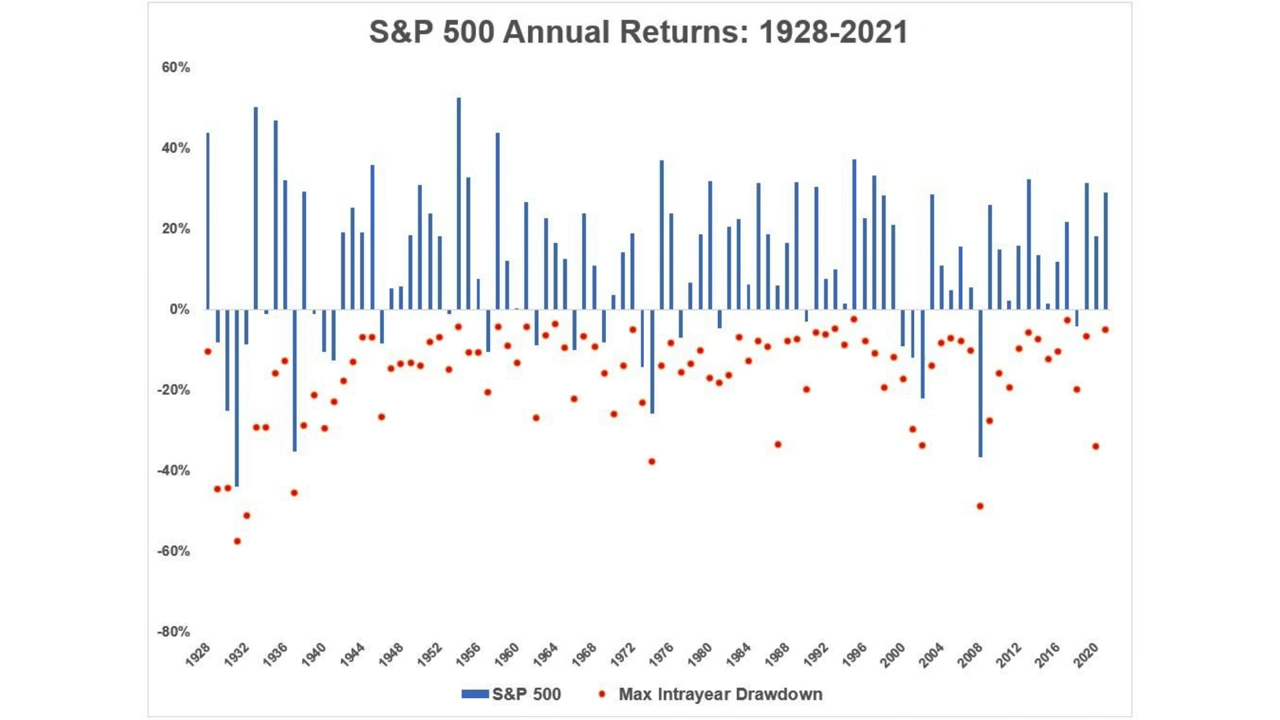 S&P 500 Annual Returns: 1928-2021
60%
40%
20%
0%
-20%
-40%
-60%
-80%
1928 1932 1936 1940 1944 1948 1952 1956 1960 1964 1968 1972 1976 1980 1984 1988 1992 1996 2000 2004 2008 2012 2016 2020
S&P 500 Max Intrayear Drawdown